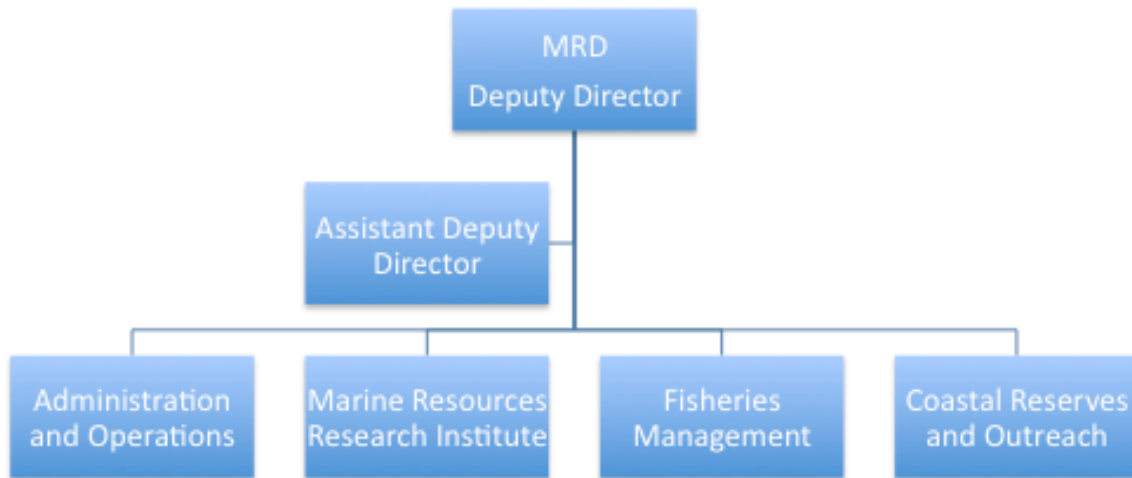 MRD
Deputy Director
Assistant Deputy
Director
Administration
and Operations
Marine Resources
Research Institute
Fisheries
Management
Coastal Reserves
and Outreach